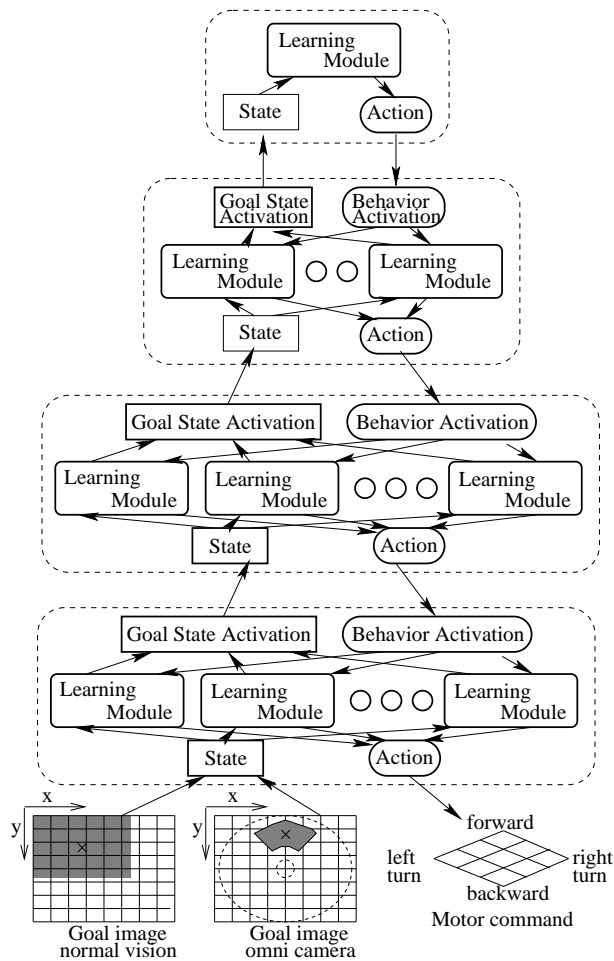 Learning
Module
State
Action
Goal State
Activation
Behavior
Activation
Learning
Module
Learning
Module
State
Action
Goal State Activation
Behavior Activation
Learning
Module
Learning
Module
Learning
Module
State
Action
Goal State Activation
Behavior Activation
Learning
Module
Learning
Module
Learning
Module
State
Action
x
y
x
y
forward
left
turn
right
turn
backward
Motor command
Goal image
normal vision
Goal image
omni camera